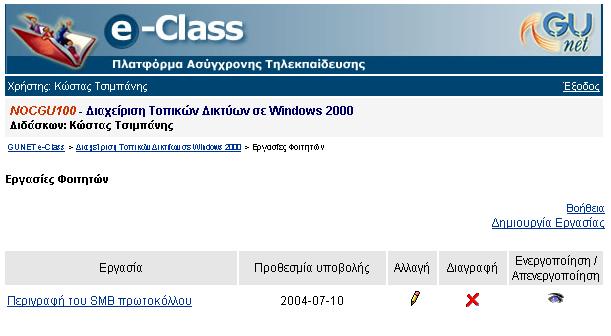 e-Class
GU net
Πλατφόρμα Ασύγχρονης Τηλεκπαίδευσης
Χρήστης: Κώστας Τσιμπάνης Έξοδος
NOCGU100 - Διαχείριση Τοπικών Δικτύων σε Windows 2000
Διδάσκων: Κώστας Τσιμπάνης
GUNET e-Class > Διαχείριση Τοπικών Δικτύων σε Windows 2000 > Εργασίες Φοιτητών
Εργασίες Φοιτητών
Βοήθεια
Δημιουργία Εργασίας
Εργασία Προθεσμία υποβολής Αλλαγή Διαγραφή Ενεργοποίηση / Απενεργοποίηση
Περιγραφή του SMB πρωτοκόλλου 2004-07-10